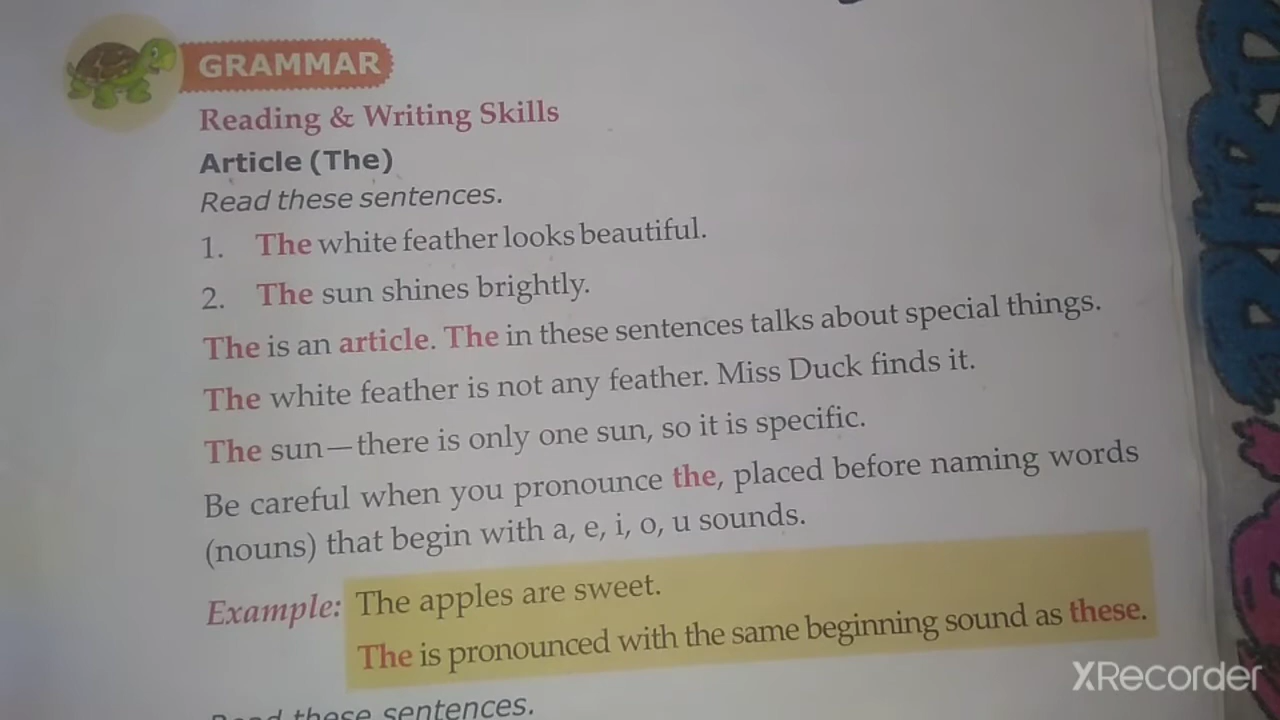 GRAMMAR
Reading & Writing Skills
Article (The)
Read these sentences.
1. The white feather looks beautiful.
2. The sun shines brightly.
The is an article. The in these sentences talks about special things.
The white feather is not any feather. Miss Duck finds it.
The sun—there is only one sun, so it is specific.
Be careful when you pronounce the, placed before naming words
(nouns) that begin with a, e, i, o, u sounds.
Example: The apples are sweet.
The is pronounced with the same beginning sound as these.
XRecorder
Read these sentences.